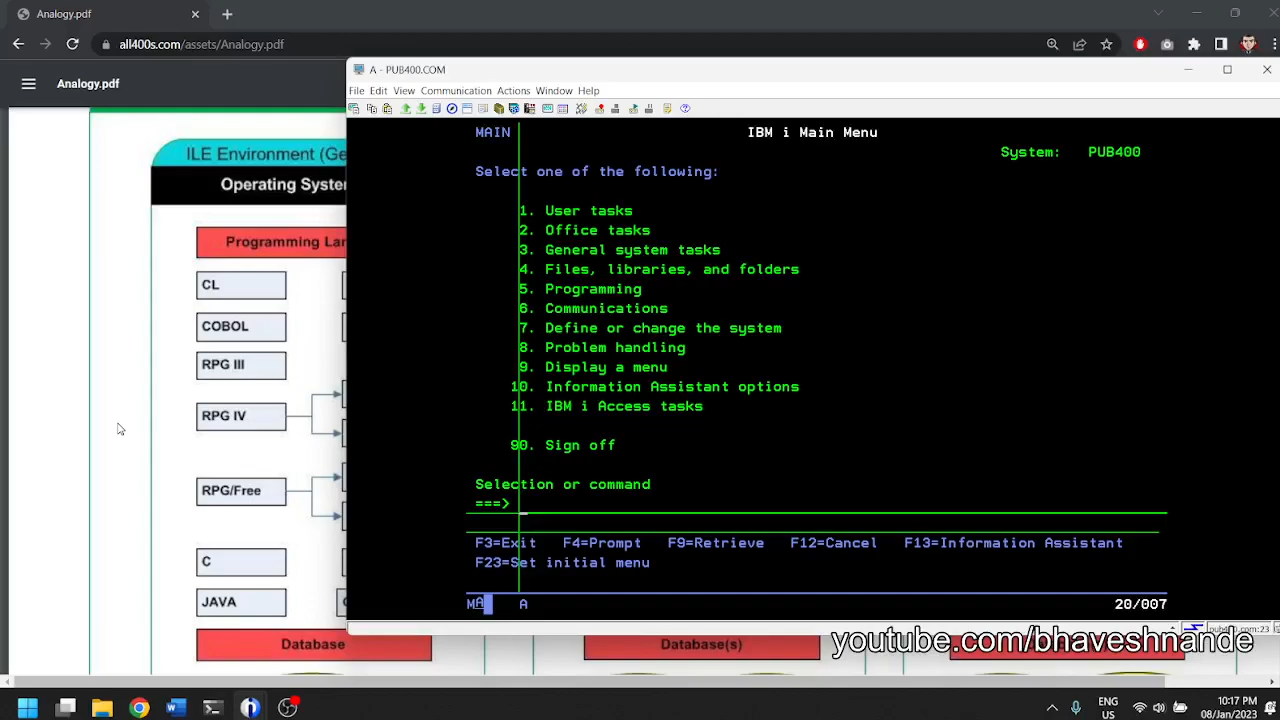 Analogy.pdf
all400s.com/assets/Analogy.pdf
Analogy.pdf
A - PUB400.COM
File Edit View Communication Actions Window Help
MAIN IBM i Main Menu
System: PUB400
Select one of the following:
1. User tasks
2. Office tasks
3. General system tasks
4. Files, libraries, and folders
5. Programming
6. Communications
7. Define or change the system
8. Problem handling
9. Display a menu
10. Information Assistant options
11. IBM i Access tasks
90. Sign off
Selection or command
===>
F3=Exit F4=Prompt F9=Retrieve F12=Cancel F13=Information Assistant
F23=Set initial menu
MA A 20/007
ILE Environment (Ge
Operating Syste
Programming Lan
CL
COBOL
RPG III
RPG IV
RPG/Free
C
JAVA
Database
Database(s)
youtube.com/bhaveshnande
ENG
US
10:17 PM
08/Jan/2023